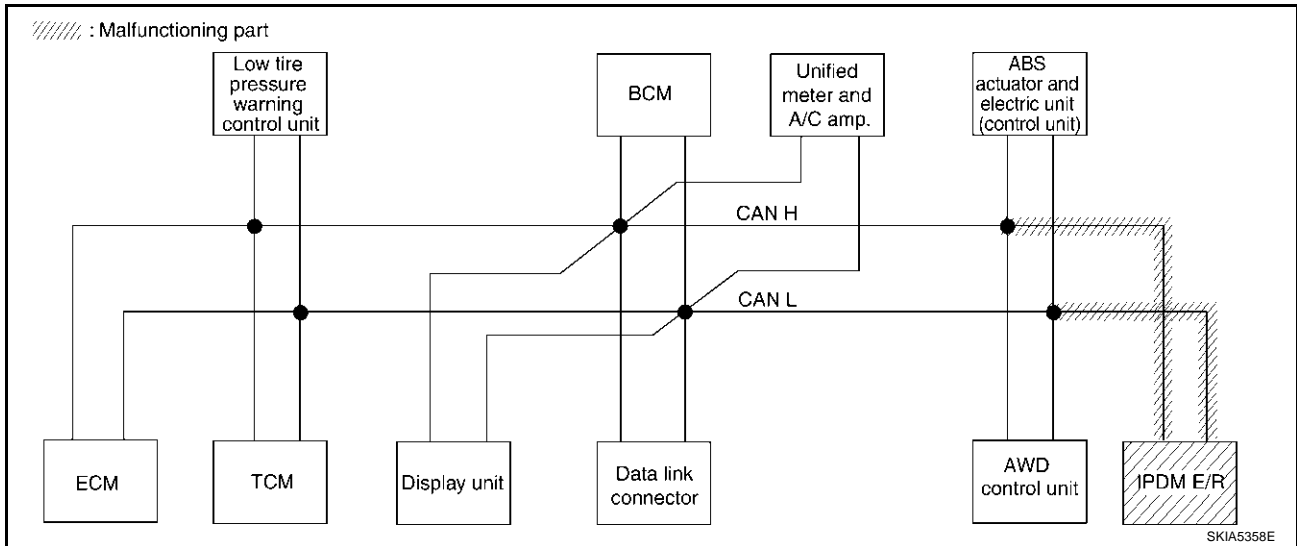 : Malfunctioning part
Low tire
pressure
warning
control unit
BCM
Unified
meter and
A/C amp.
ABS
actuator and
electric unit
(control unit)
CAN H
CAN L
ECM
TCM
Display unit
Data link
connector
AWD
control unit
IPDM E/R
SKIA5358E